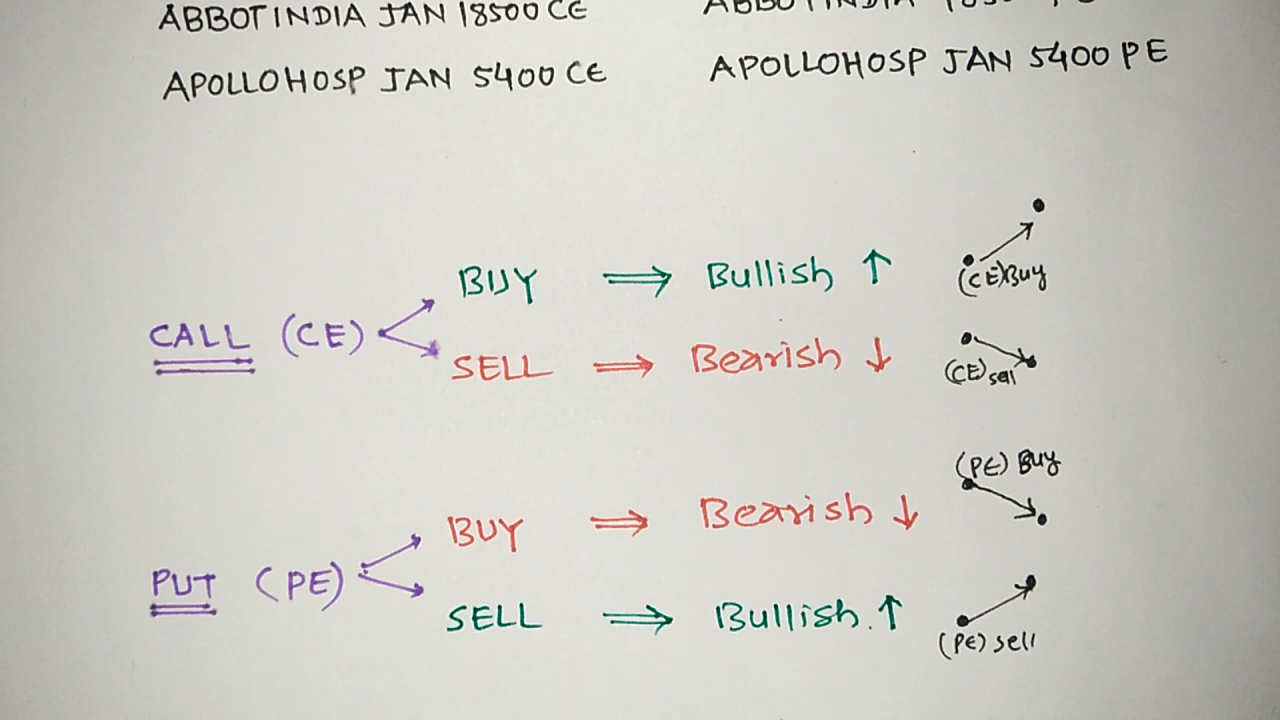 ABBOTINDIA JAN 18500 CE
APOLLOHOSP JAN 5400 CE
APOLLOHOSP JAN 5400 PE
CALL (CE)
BUY ⇒ Bullish ↑ (CE) Buy
SELL ⇒ Bearish ↓ (CE) sell
PUT (PE)
BUY ⇒ Bearish ↓ (PE) Buy
SELL ⇒ Bullish. ↑ (PE) sell